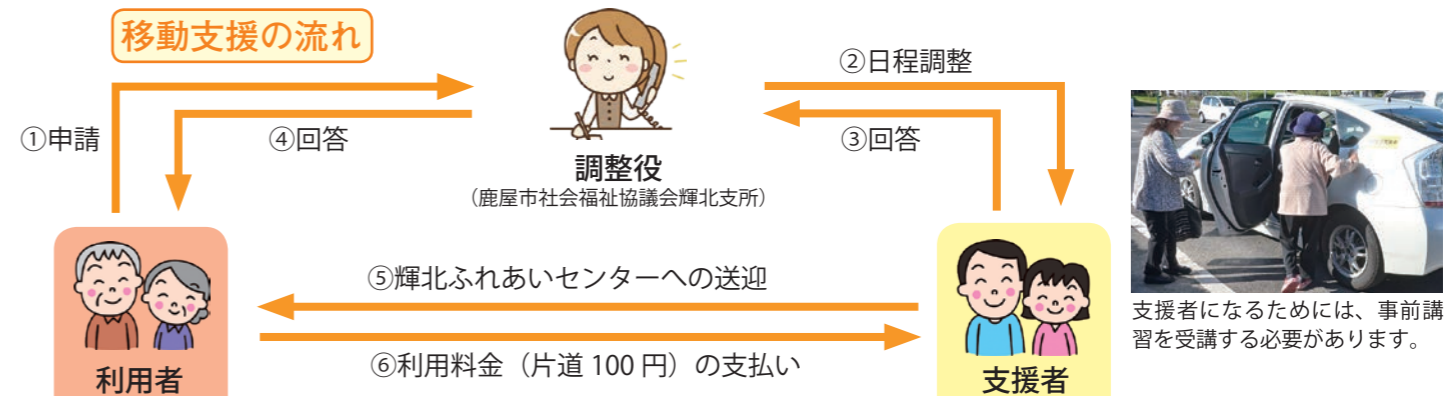 移動支援の流れ
①申請
④回答
②日程調整
③回答
調整役
（鹿屋市社会福祉協議会輝北支所）
⑤輝北ふれあいセンターへの送迎
⑥利用料金（片道 100 円）の支払い
利用者
支援者
支援者になるためには、事前講
習を受講する必要があります。